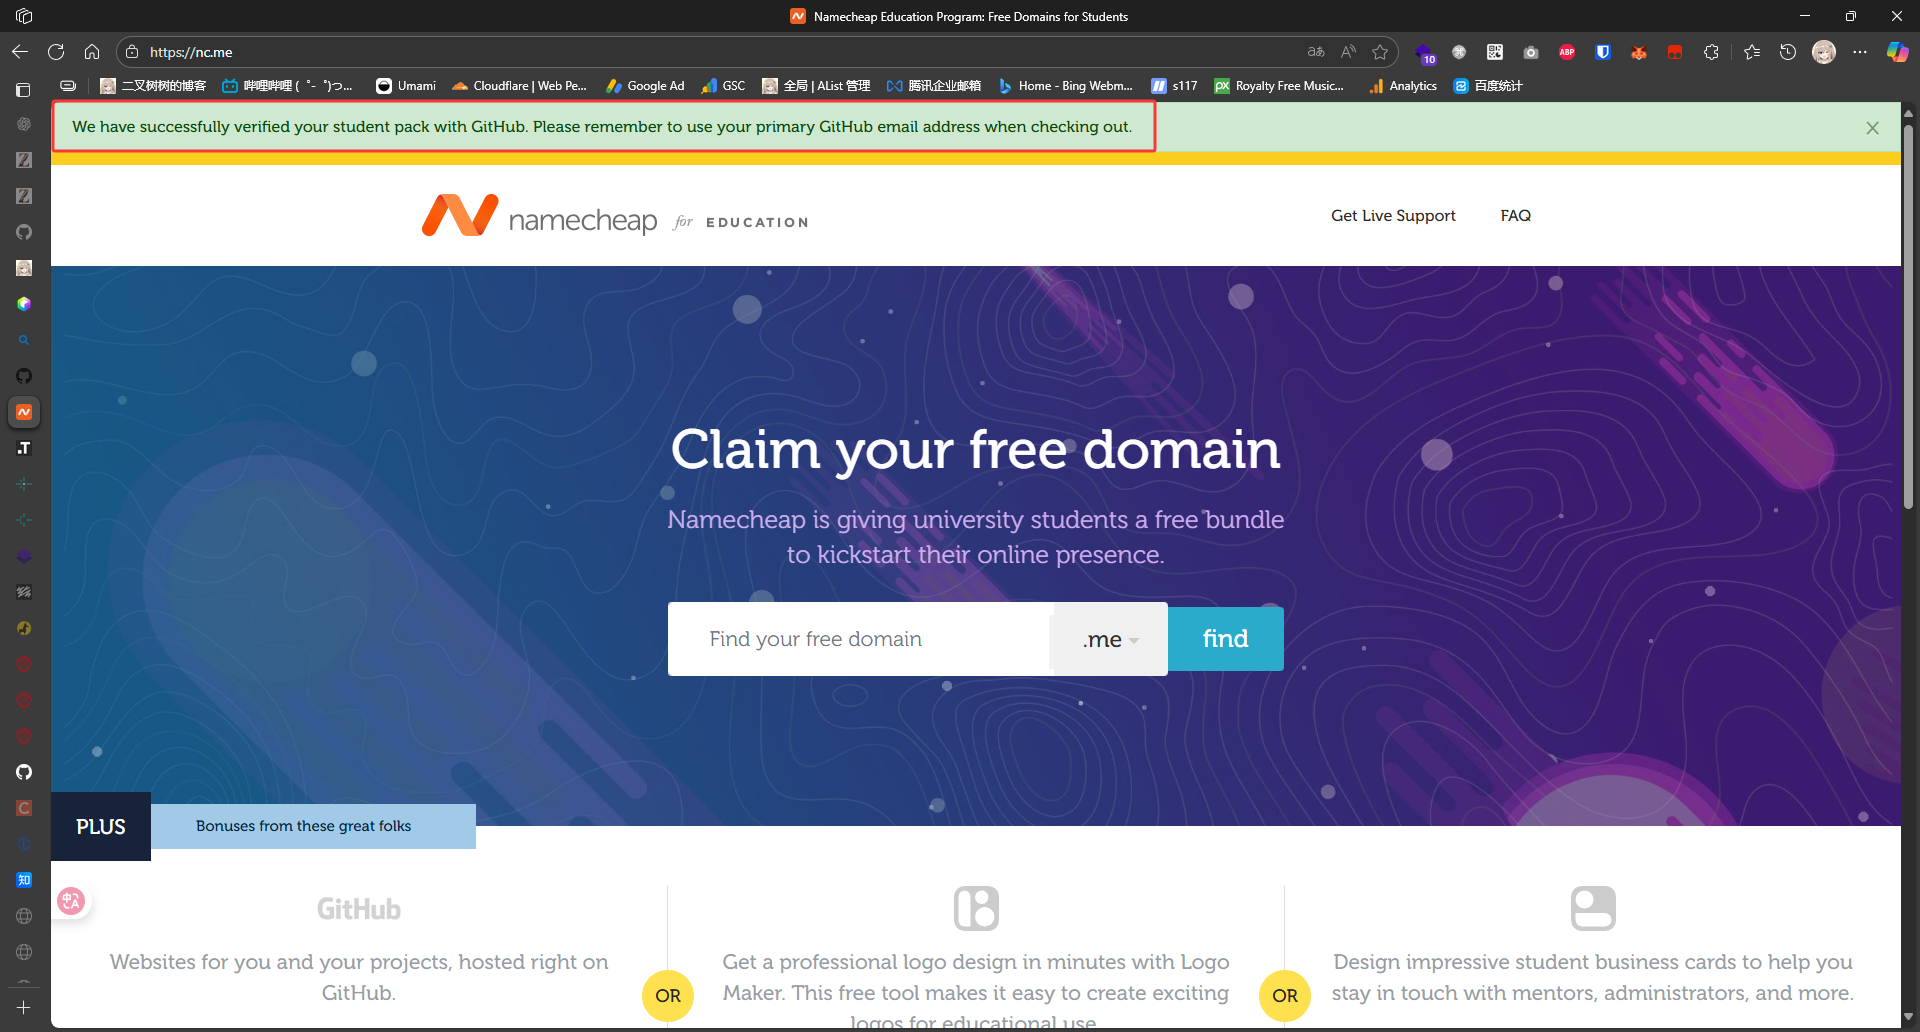 Namecheap Education Program: Free Domains for Students
https://nc.me
10
ABP
二叉树树的博客
哔哩哔哩 (゜-゜)つ...
Umami
Cloudflare | Web Pe...
Google Ad
GSC
全局 | AList 管理
腾讯企业邮箱
Home - Bing Webm...
s117
Royalty Free Music...
Analytics
百度统计
We have successfully verified your student pack with GitHub. Please remember to use your primary GitHub email address when checking out.
namecheap for EDUCATION
Get Live Support
FAQ
Claim your free domain
Namecheap is giving university students a free bundle
to kickstart their online presence.
Find your free domain
.me
find
PLUS
Bonuses from these great folks
GitHub
Websites for you and your projects, hosted right on
GitHub.
OR
Get a professional logo design in minutes with Logo
Maker. This free tool makes it easy to create exciting
logos for educational use.
OR
Design impressive student business cards to help you
stay in touch with mentors, administrators, and more.